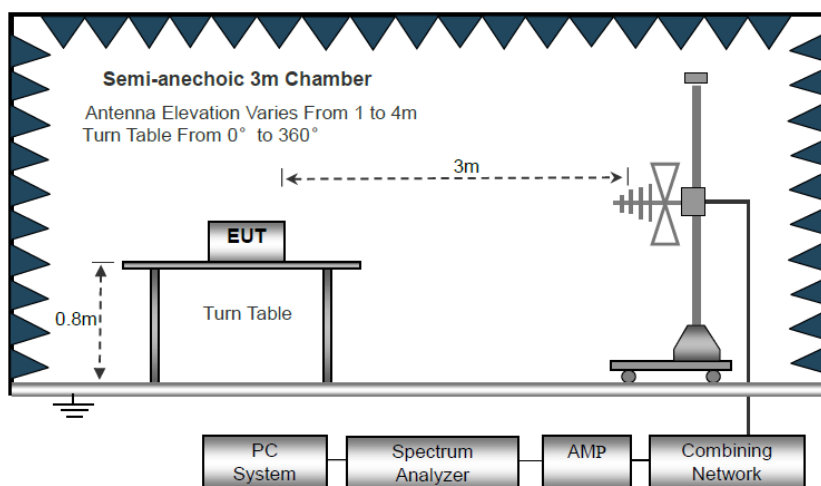 Semi-anechoic 3m Chamber
Antenna Elevation Varies From 1 to 4m
Turn Table From 0° to 360°
3m
EUT
0.8m
Turn Table
PC
System
Spectrum
Analyzer
AMP
Combining
Network